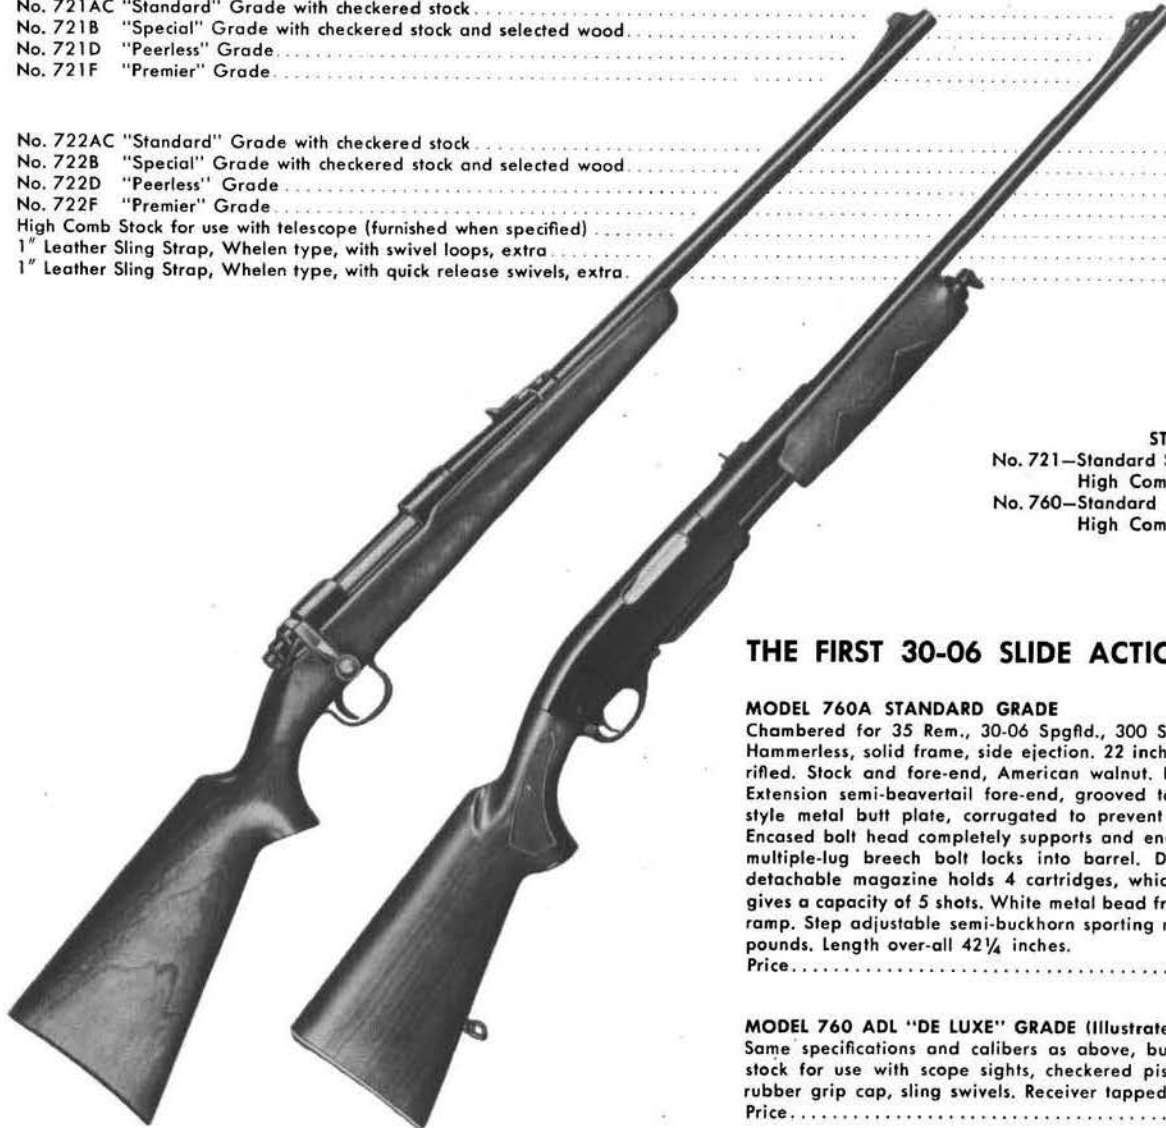 No. 721AC "Standard" Grade with checkered stock
No. 721B "Special" Grade with checkered stock and selected wood
No. 721D "Peerless" Grade
No. 721F "Premier" Grade
No. 722AC "Standard" Grade with checkered stock
No. 722B "Special" Grade with checkered stock and selected wood
No. 722D "Peerless" Grade
No. 722F "Premier" Grade
High Comb Stock for use with telescope (furnished when specified)
1" Leather Sling Strap, Whelen type, with swivel loops, extra
1" Leather Sling Strap, Whelen type, with quick release swivels, extra.
ST
No. 721—Standard S
High Com
No. 760—Standard
High Com
THE FIRST 30-06 SLIDE ACTIO
MODEL 760A STANDARD GRADE
Chambered for 35 Rem., 30-06 Spgfld., 300 S
Hammerless, solid frame, side ejection. 22 inch
rifled. Stock and fore-end, American walnut.
Extension semi-beavertail fore-end, grooved to
style metal butt plate, corrugated to prevent
Encased bolt head completely supports and en
multiple-lug breech bolt locks into barrel. D
detachable magazine holds 4 cartridges, whic
gives a capacity of 5 shots. White metal bead fr
ramp. Step adjustable semi-buckhorn sporting r
pounds. Length over-all 42¼ inches.
Price
MODEL 760 ADL "DE LUXE" GRADE (Illustrate
Same specifications and calibers as above, bu
stock for use with scope sights, checkered pis
rubber grip cap, sling swivels. Receiver tapped
Price